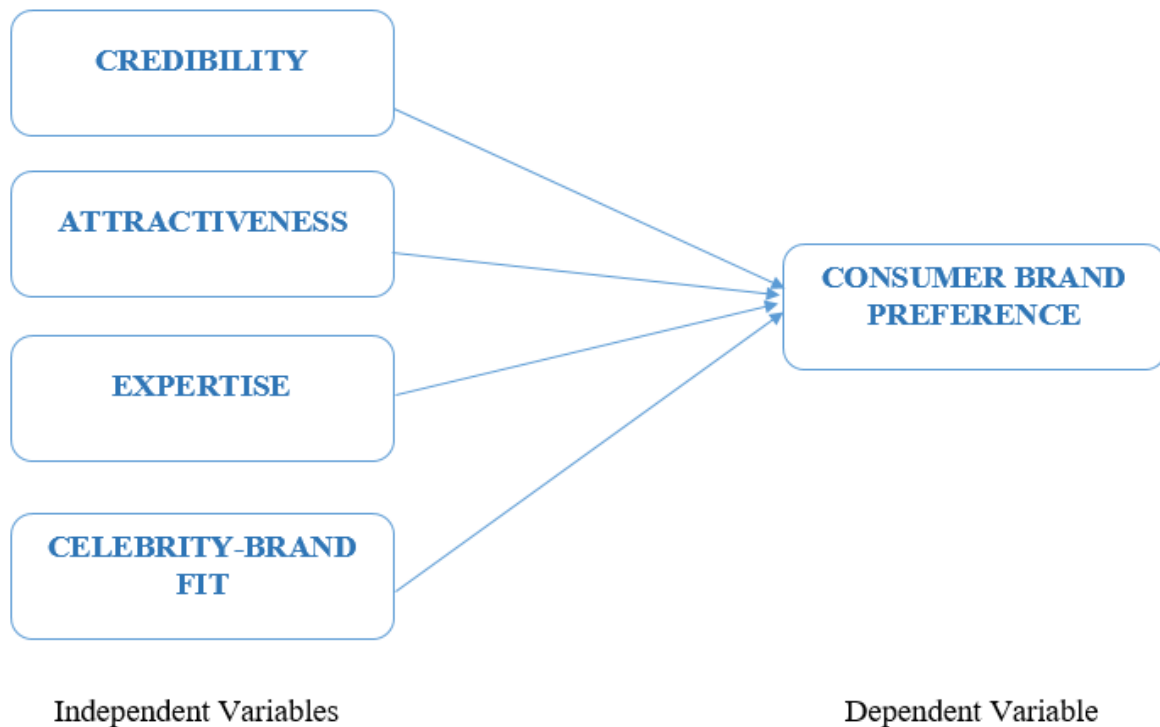 CREDIBILITY
ATTRACTIVENESS
EXPERTISE
CELEBRITY-BRAND
FIT
CONSUMER BRAND
PREFERENCE
Independent Variables
Dependent Variable